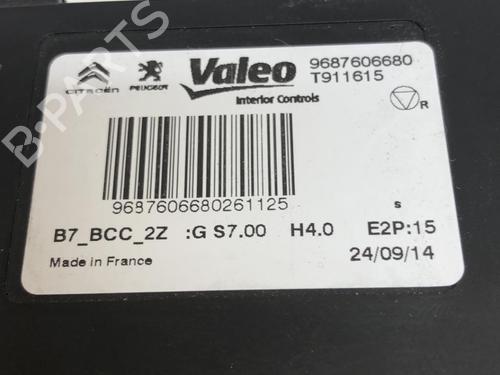 CITROËN PEUGEOT Valeo 9687606680
T911615
Interior Controls
R
9687606680261125
s
B7_BCC_2Z :G S7.00 H4.0 E2P:15
Made in France 24/09/14
B-PARTS